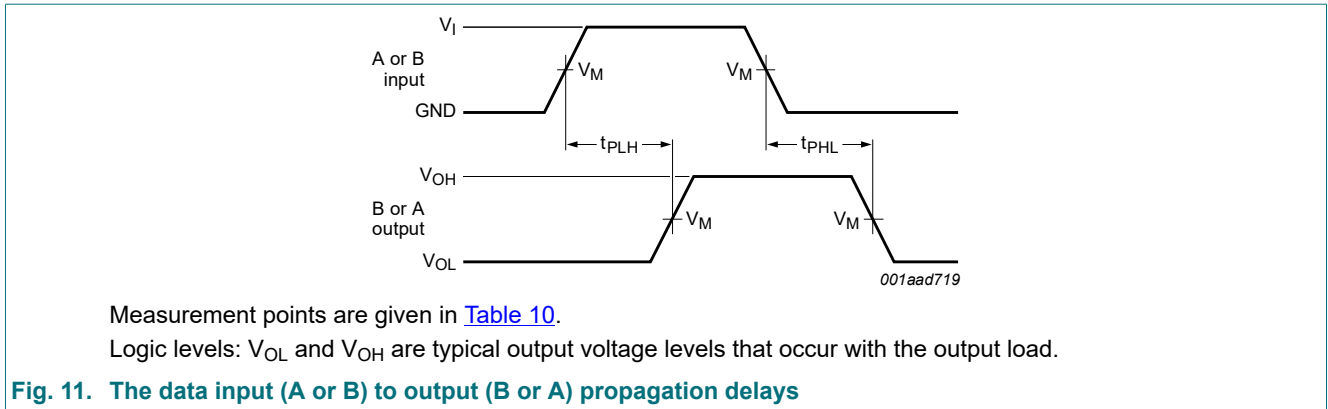 VI
A or B
input
VM
VM
GND
tPLH
tPHL
VOH
B or A
output
VM
VM
VOL
001aad719
Measurement points are given in Table 10.
Logic levels: VOL and VOH are typical output voltage levels that occur with the output load.
Fig. 11. The data input (A or B) to output (B or A) propagation delays